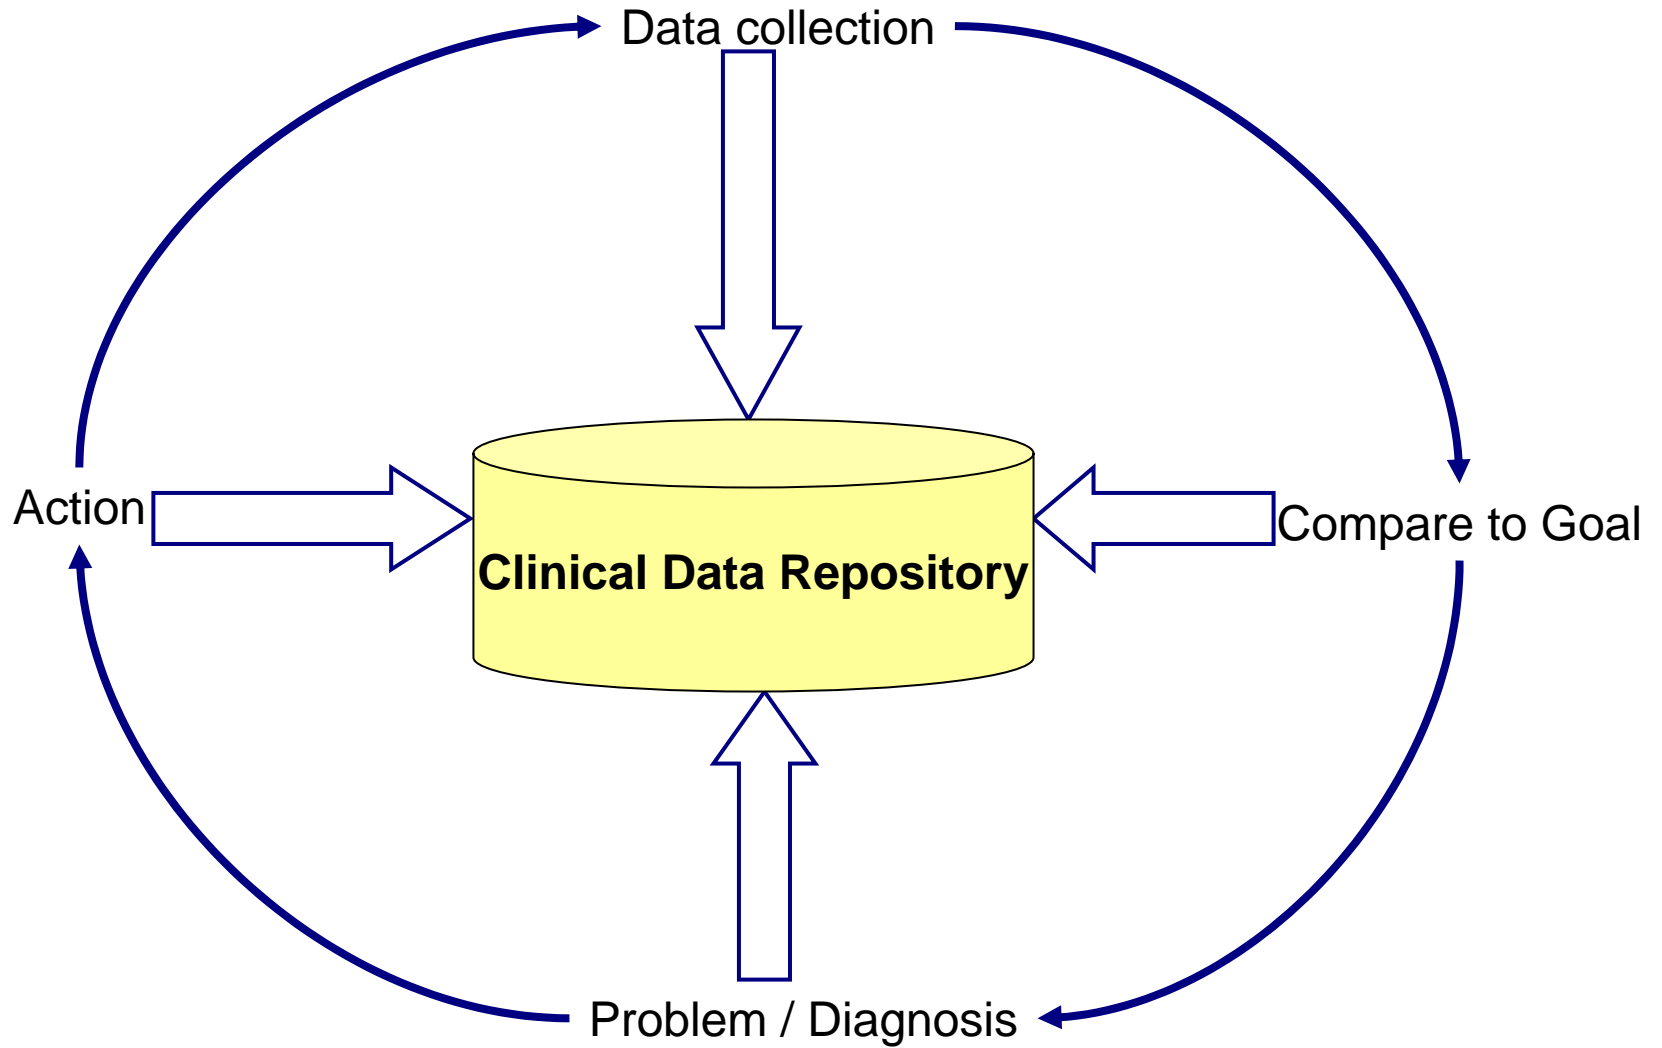 Data collection
Action
Compare to Goal
Clinical Data Repository
Problem / Diagnosis